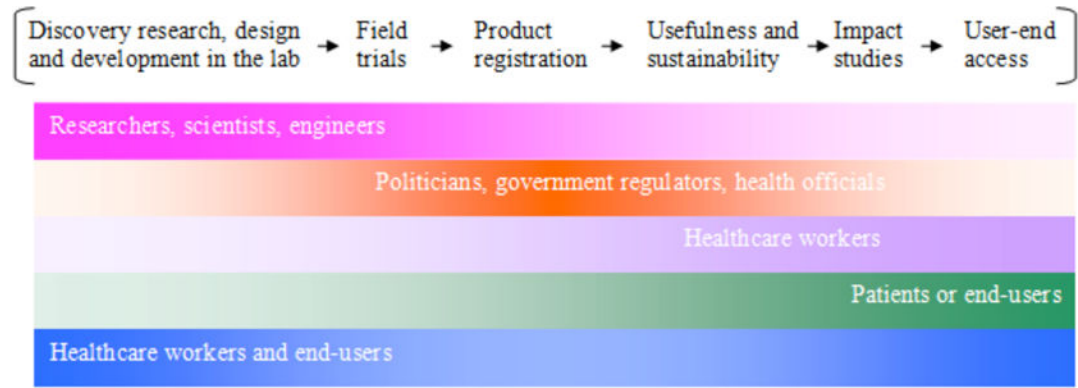 Discovery research, design and development in the lab → Field trials → Product registration → Usefulness and sustainability → Impact studies → User-end access
Researchers, scientists, engineers
Politicians, government regulators, health officials
Healthcare workers
Patients or end-users
Healthcare workers and end-users